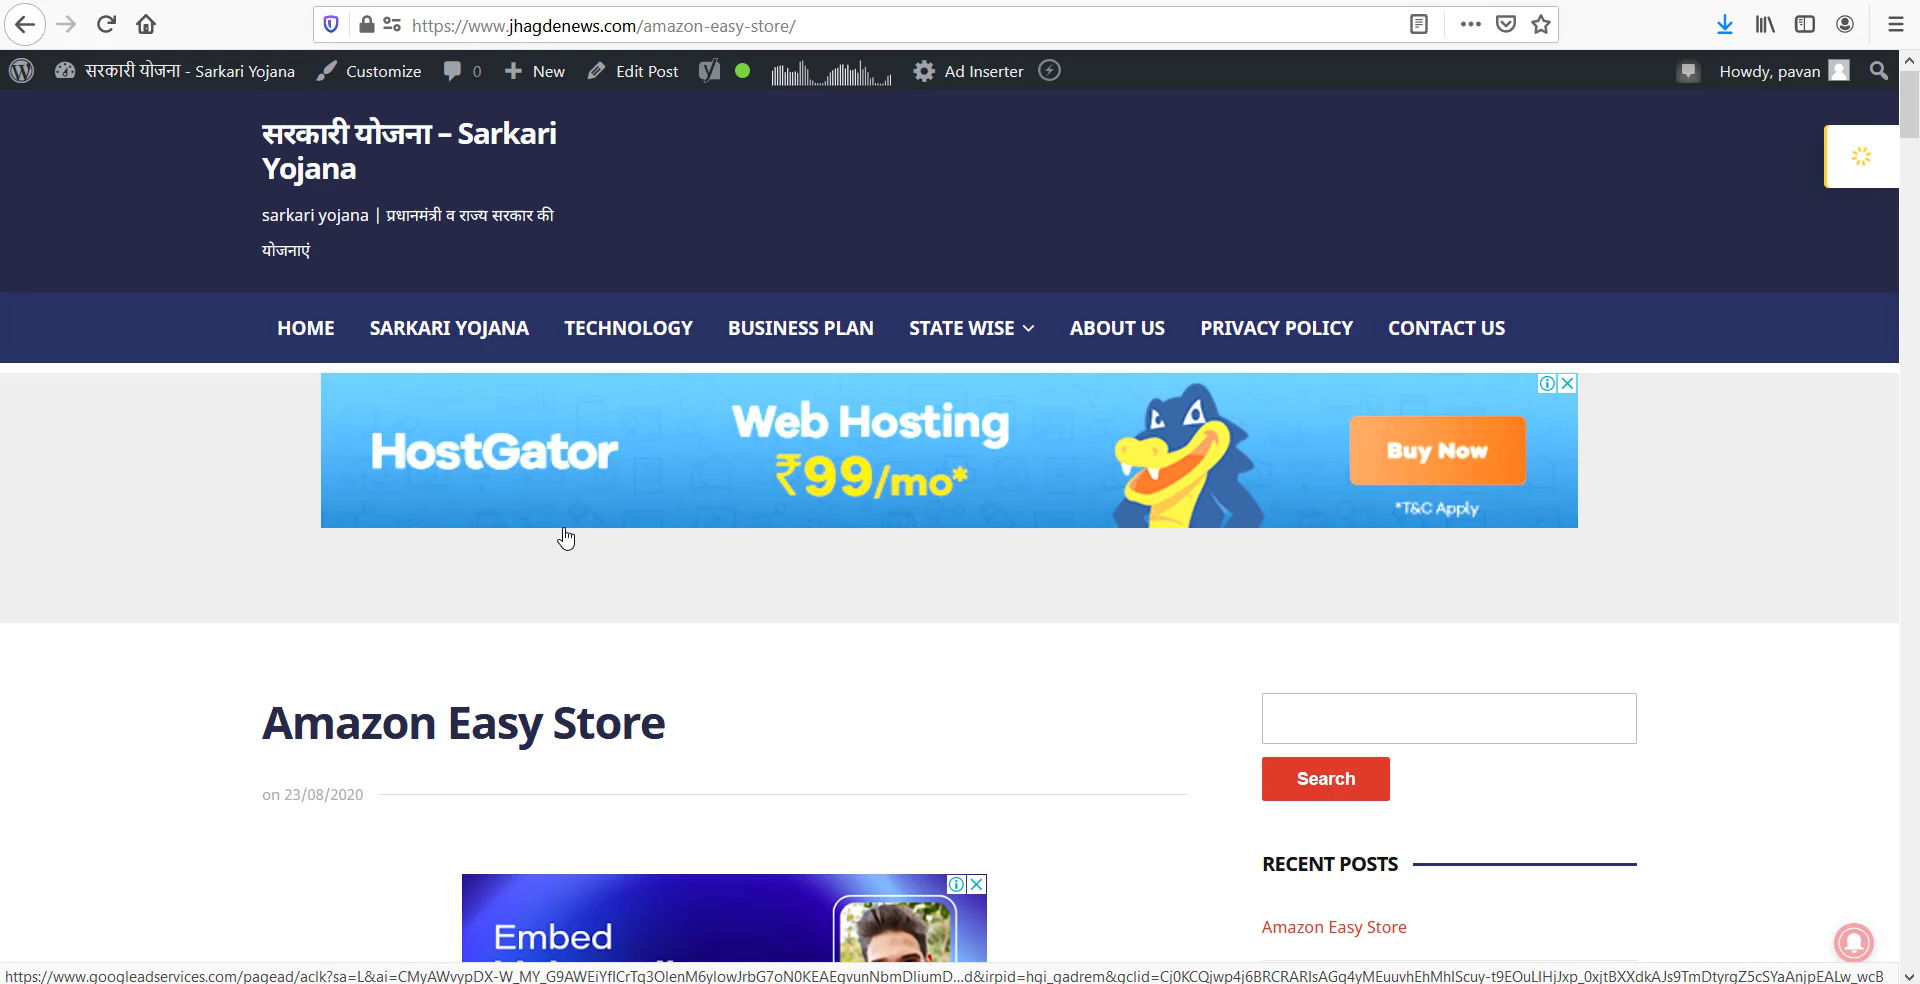 https://www.jhagdenews.com/amazon-easy-store/
सरकारी योजना - Sarkari Yojana Customize 0 New Edit Post Ad Inserter Howdy, pavan
सरकारी योजना – Sarkari
Yojana
sarkari yojana | प्रधानमंत्री व राज्य सरकार की
योजनाएं
HOME SARKARI YOJANA TECHNOLOGY BUSINESS PLAN STATE WISE ABOUT US PRIVACY POLICY CONTACT US
HostGator
Web Hosting
₹99/mo*
Buy Now
*T&C Apply
Amazon Easy Store
on 23/08/2020
Search
RECENT POSTS
Amazon Easy Store
Embed